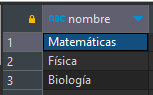 nombre
1 Matemáticas
2 Física
3 Biología